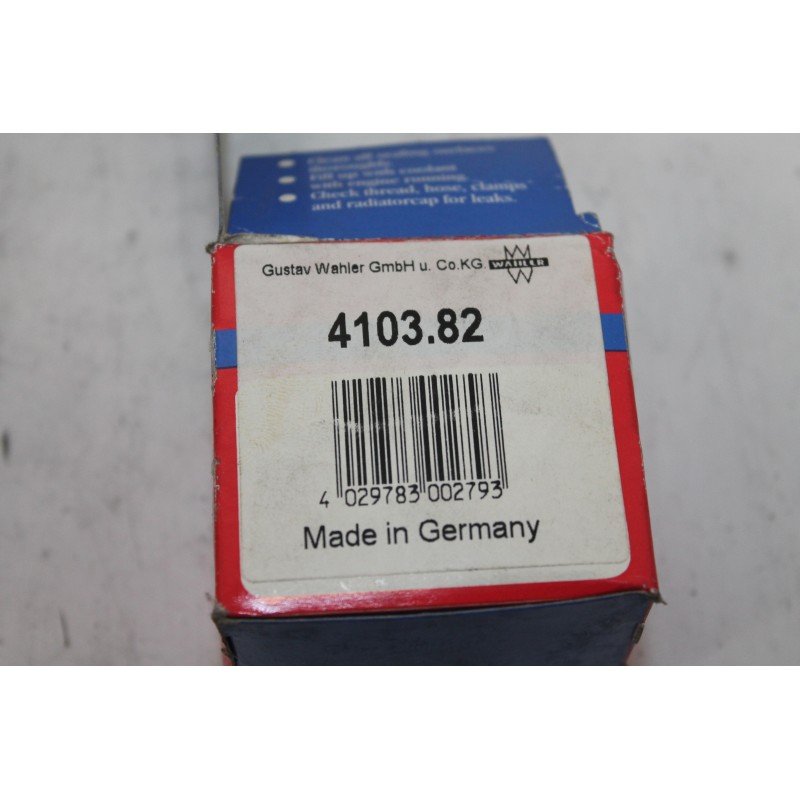 Clean all sealing surfaces
thoroughly.
Fill up with coolant
with engine running.
Check thread, hose, clamps
and radiatorcap for leaks.
Gustav Wahler GmbH u. Co.KG. WAHLER
4103.82
4 029783 002793
Made in Germany